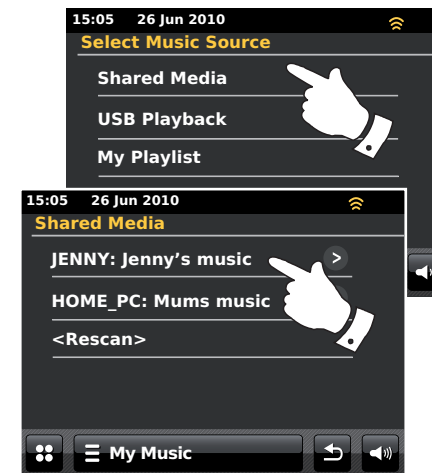 15:05 26 Jun 2010
Select Music Source
Shared Media
USB Playback
My Playlist
15:05 26 Jun 2010
Shared Media
JENNY: Jenny’s music >
HOME_PC: Mums music
<Rescan>
My Music